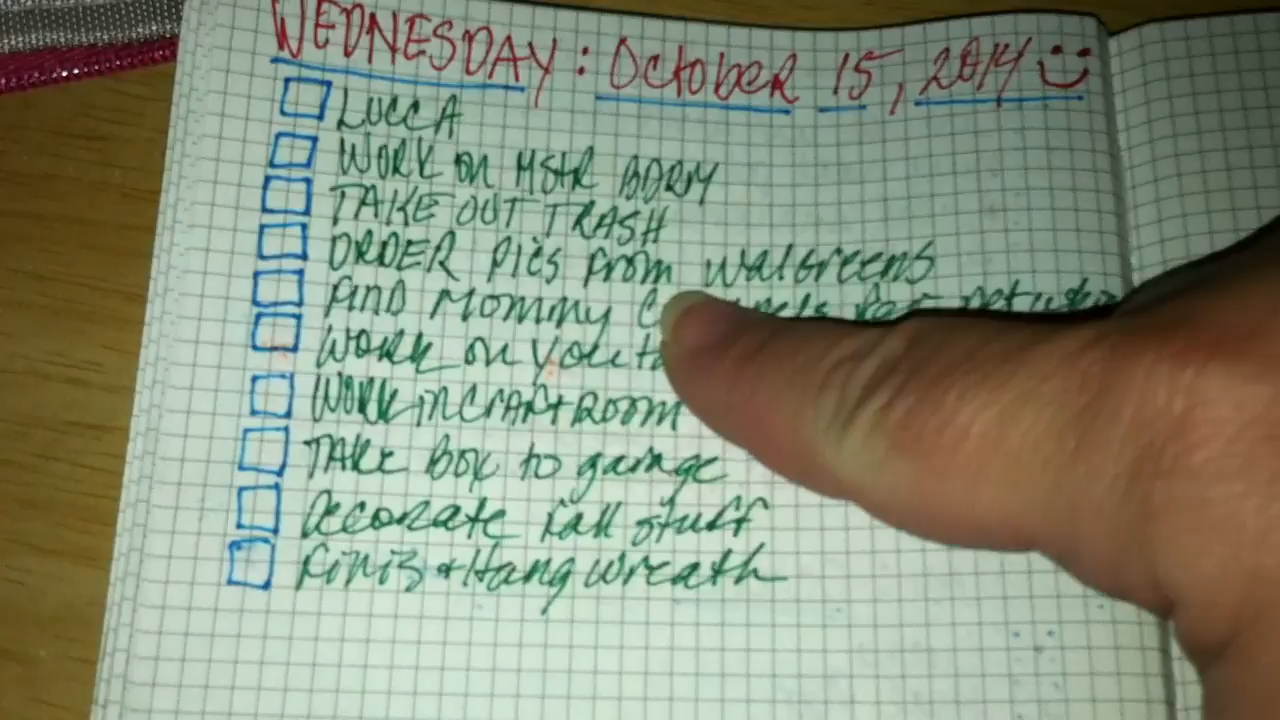 WEDNESDAY: October 15, 2014
LUCCA
WORK on MSTR BDRM
TAKE OUT TRASH
ORDER Pics from Walgreens
FIND Mommy for
WORK on
WORK in CRAFT ROOM
TAKE Box to garage
Decorate Fall stuff
+ Hang Wreath